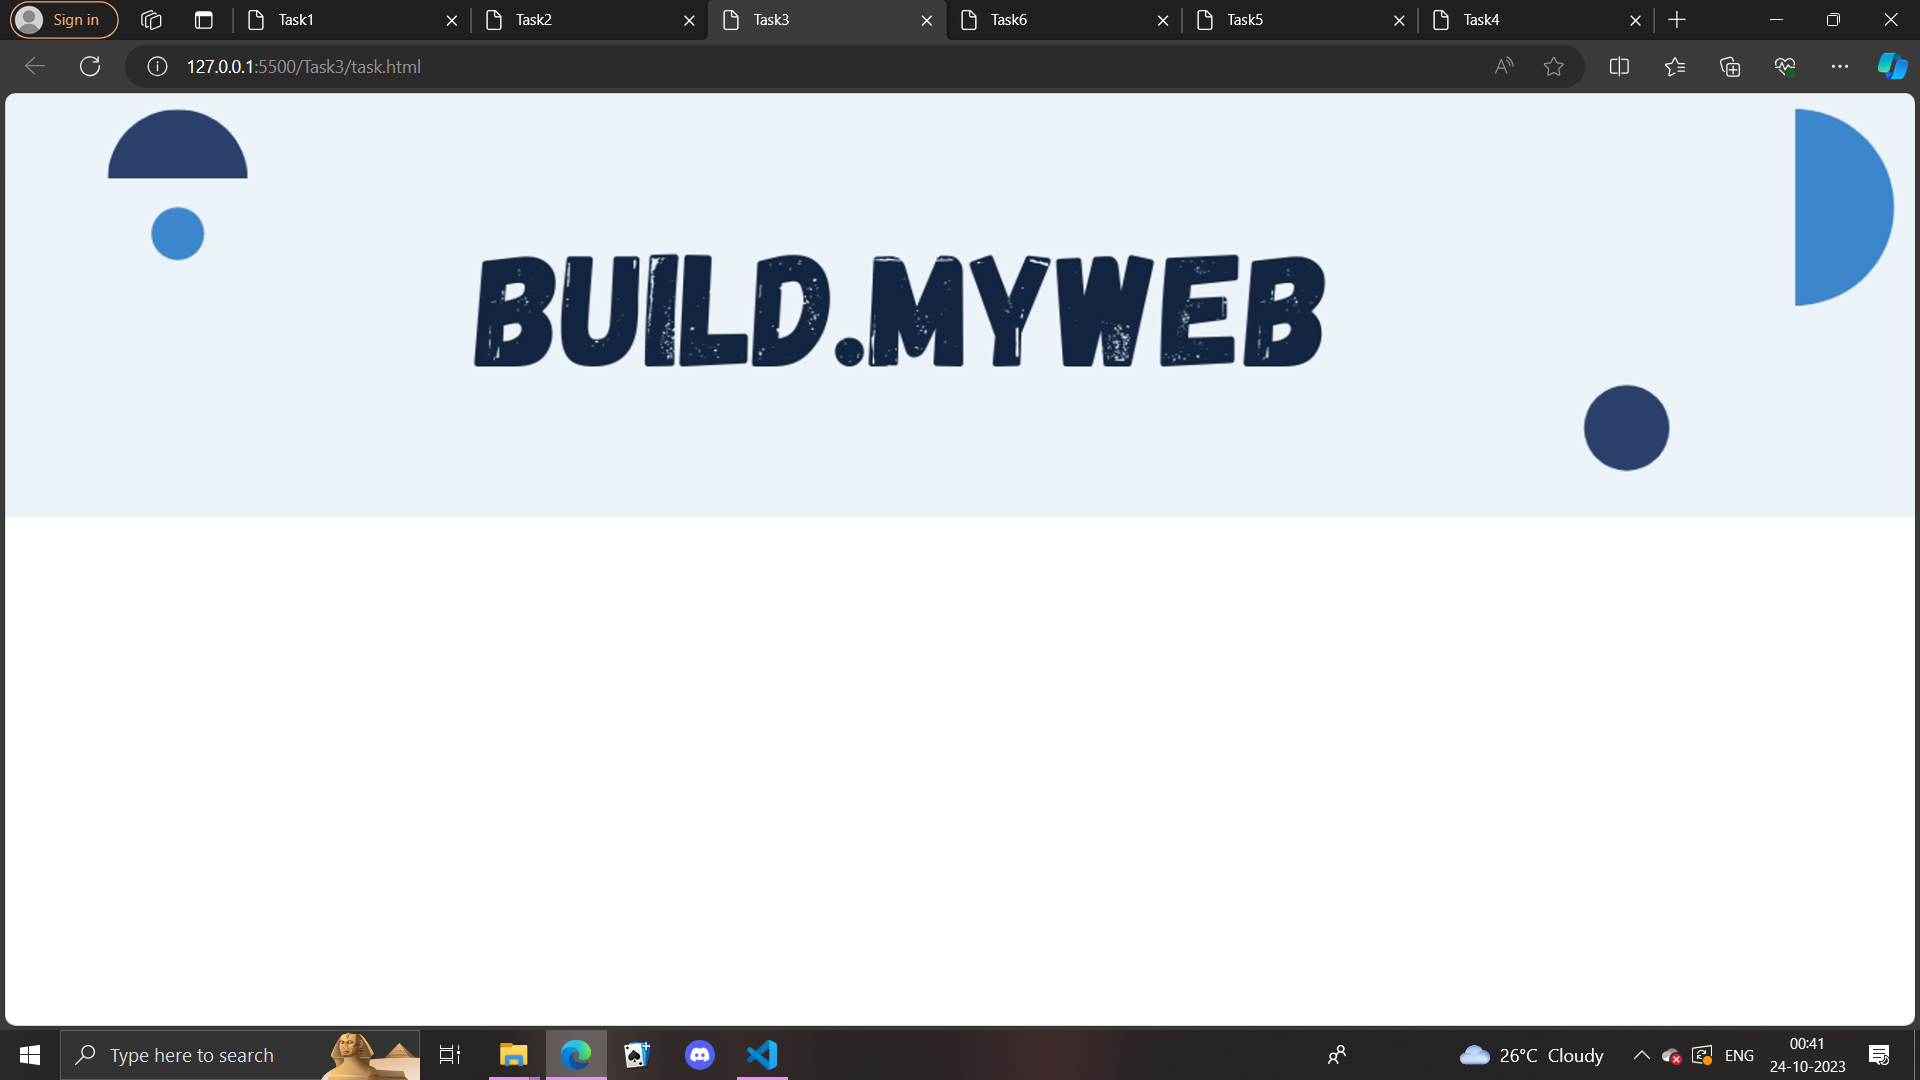 Sign in
Task1
Task2
Task3
Task6
Task5
Task4
127.0.0.1:5500/Task3/task.html
BUILD.MYWEB
Type here to search
26°C Cloudy
ENG
00:41
24-10-2023